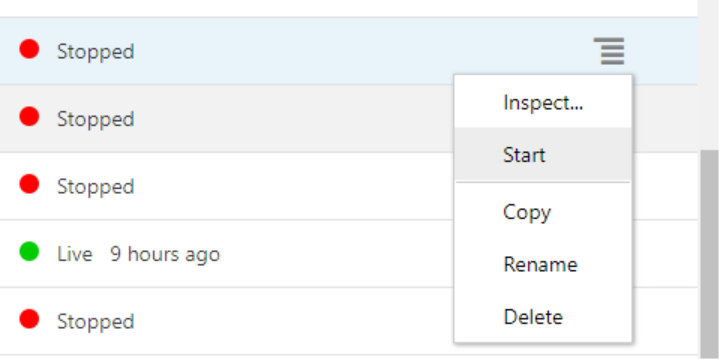 Stopped
Inspect...
Stopped
Start
Stopped
Copy
Live 9 hours ago
Rename
Stopped
Delete